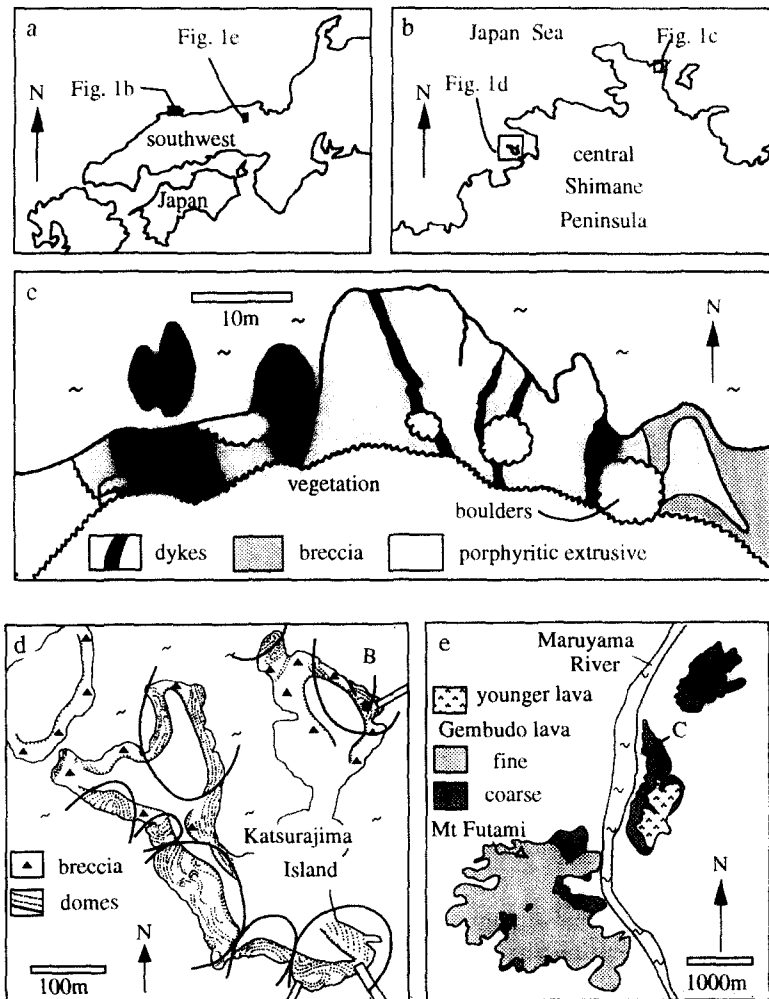 a
Fig. 1e
Fig. 1b
N
southwest
Japan
b
Japan Sea
Fig. 1c
Fig. 1d
N
central
Shimane
Peninsula
c
10m
N
vegetation
boulders
dykes
breccia
porphyritic extrusive
d
B
Katsurajima
Island
breccia
domes
N
100m
e
Maruyama
River
younger lava
Gembudo lava
C
fine
coarse
Mt Futami
N
1000m